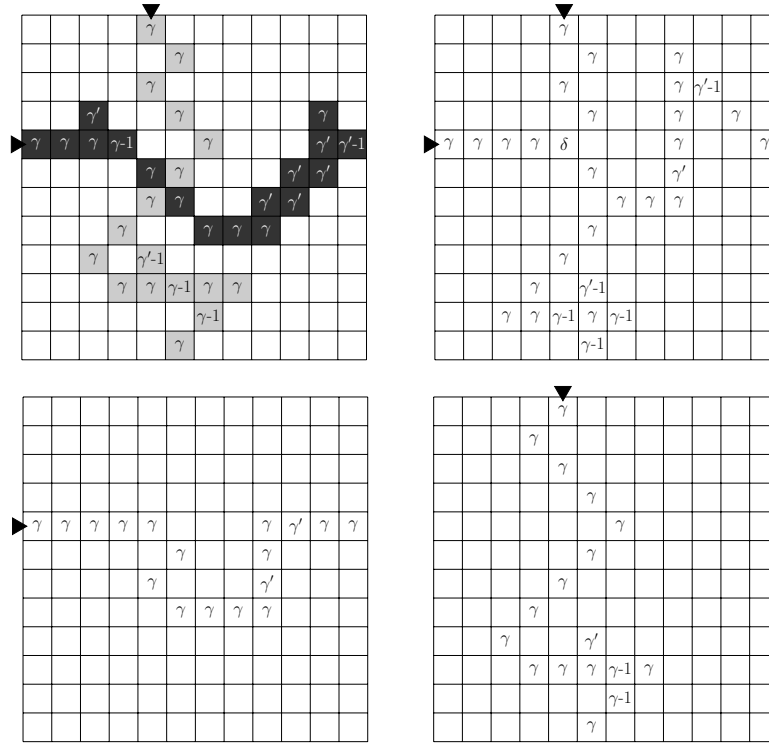 γ
γ
γ
γ' γ γ
γ γ γ γ-1 γ γ' γ'-1
γ γ γ' γ'
γ γ γ' γ'
γ γ γ γ
γ γ'-1
γ γ γ-1 γ γ
γ-1
γ
γ
γ γ
γ γ γ'-1
γ γ γ
γ γ γ γ δ γ γ
γ γ'
γ γ γ
γ
γ
γ γ'-1
γ γ γ-1 γ γ-1
γ-1
γ γ γ γ γ γ γ' γ γ
γ γ
γ γ'
γ γ γ γ
γ
γ
γ
γ
γ
γ
γ
γ
γ γ'
γ γ γ γ-1 γ
γ-1
γ